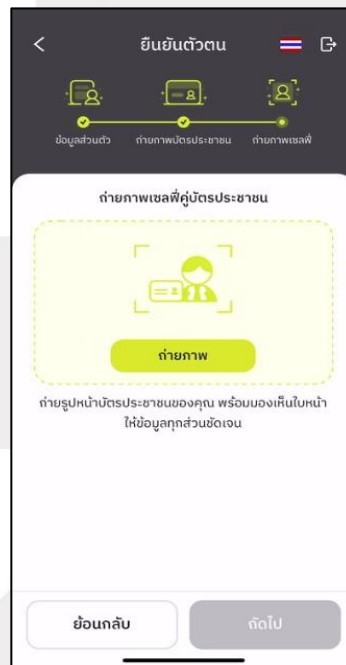 ยืนยันตัวตน
ข้อมูลส่วนตัว ถ่ายภาพบัตรประชาชน ถ่ายภาพเซลฟี่
ถ่ายภาพเซลฟี่คู่บัตรประชาชน
ถ่ายภาพ
ถ่ายรูปหน้าบัตรประชาชนของคุณ พร้อมมองเห็นใบหน้า
ให้ข้อมูลทุกส่วนชัดเจน
ย้อนกลับ ถัดไป